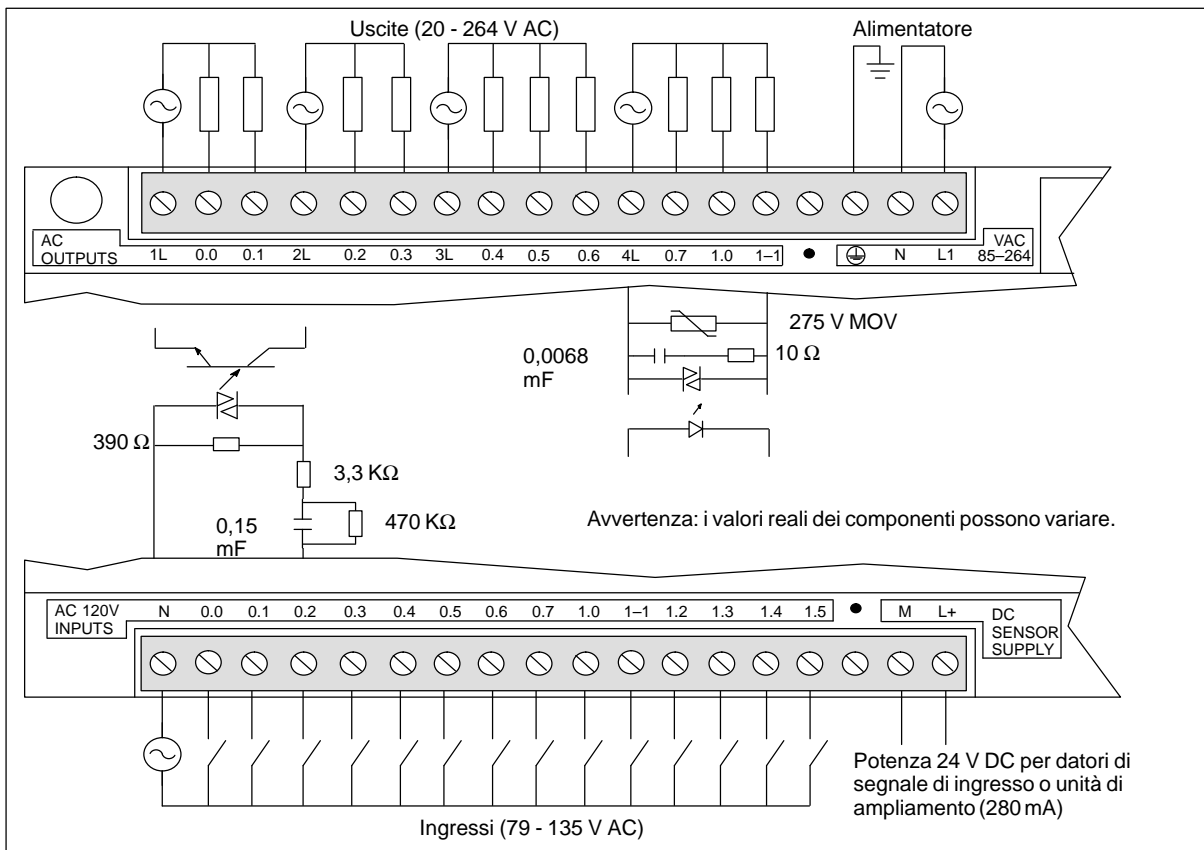 Uscite (20 - 264 V AC)
Alimentatore
AC
OUTPUTS
1L 0.0 0.1 2L 0.2 0.3 3L 0.4 0.5 0.6 4L 0.7 1.0 1–1 ● N L1
VAC
85–264
275 V MOV
0,0068
mF
10 Ω
390 Ω
3,3 KΩ
0,15
mF
470 KΩ
Avvertenza: i valori reali dei componenti possono variare.
AC 120V
INPUTS
N 0.0 0.1 0.2 0.3 0.4 0.5 0.6 0.7 1.0 1–1 1.2 1.3 1.4 1.5 ● M L+
DC
SENSOR
SUPPLY
Potenza 24 V DC per datori di
segnale di ingresso o unità di
ampliamento (280 mA)
Ingressi (79 - 135 V AC)